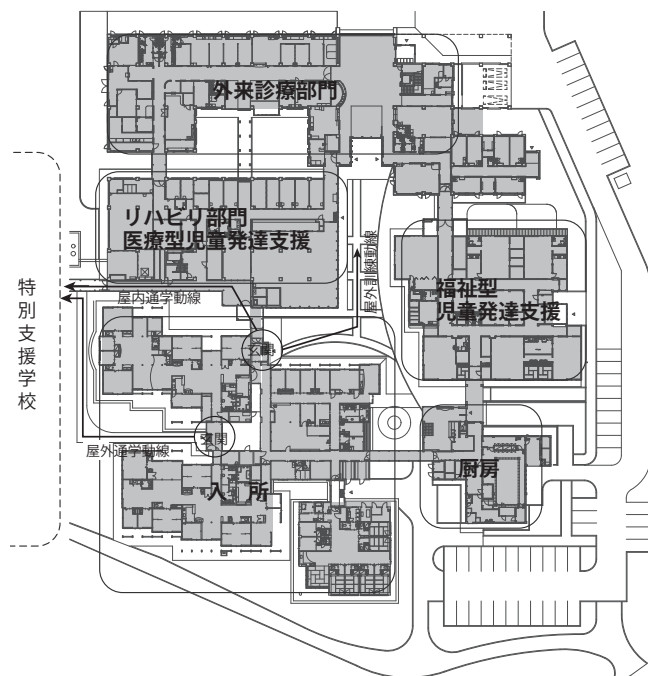 外来診療部門
リハビリ部門
医療型児童発達支援
屋外訓練動線
福祉型
児童発達支援
特別支援学校
屋内通学動線
玄関
玄関
屋外通学動線
入 所
厨房